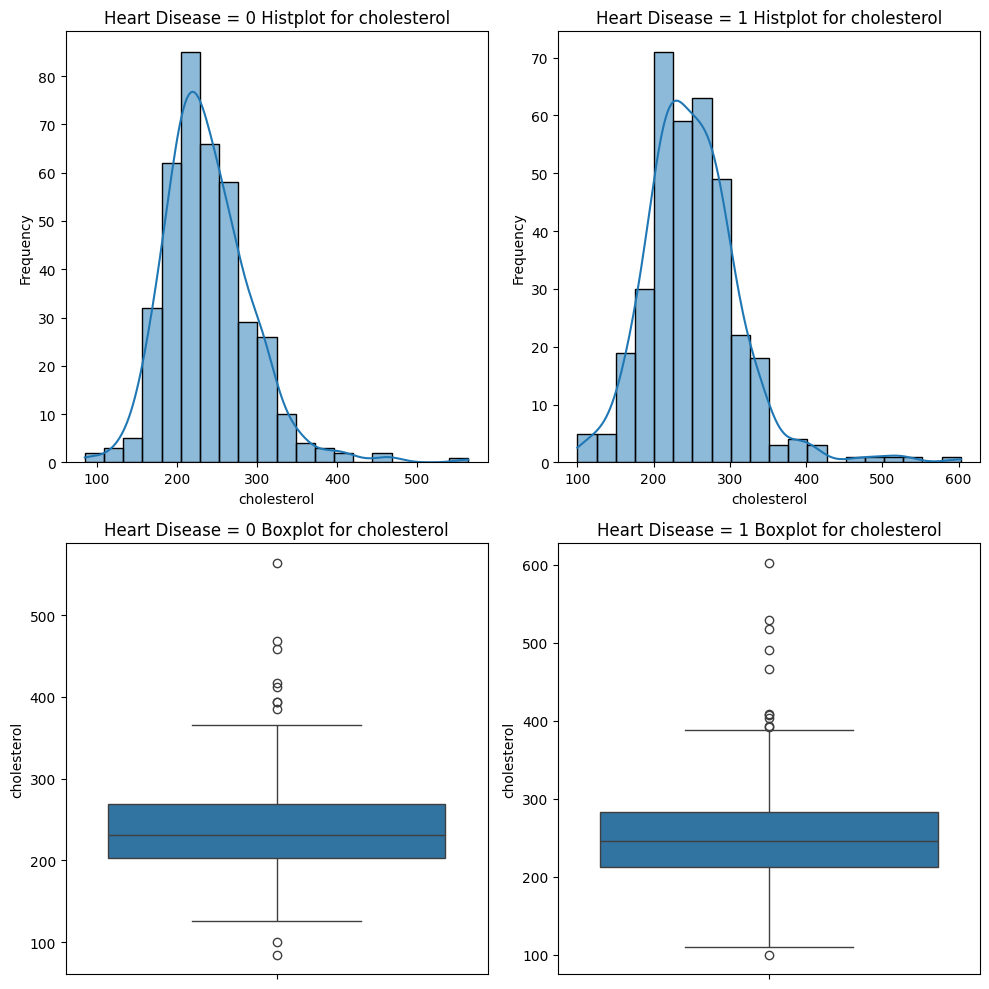 Heart Disease = 0 Histplot for cholesterol
Frequency
80
70
60
50
40
30
20
10
0
100 200 300 400 500
cholesterol
Heart Disease = 1 Histplot for cholesterol
Frequency
70
60
50
40
30
20
10
0
100 200 300 400 500 600
cholesterol
Heart Disease = 0 Boxplot for cholesterol
cholesterol
500
400
300
200
100
Heart Disease = 1 Boxplot for cholesterol
cholesterol
600
500
400
300
200
100